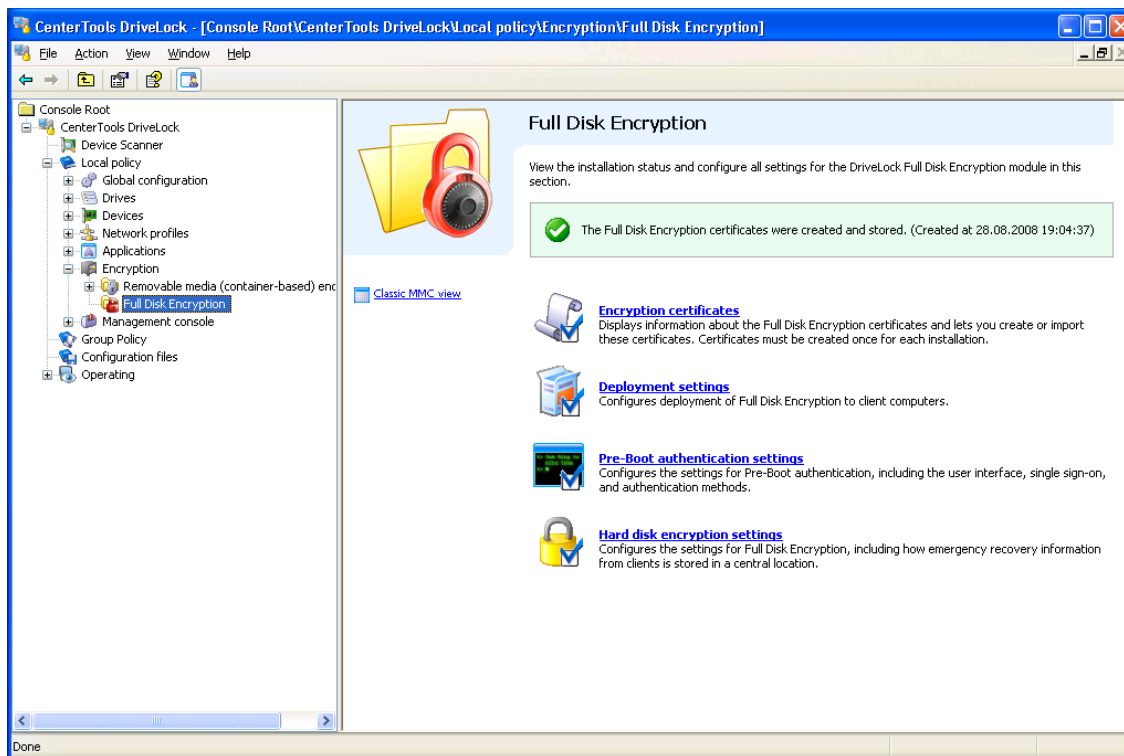 CenterTools DriveLock - [Console Root\CenterTools DriveLock\Local policy\Encryption\Full Disk Encryption]
File Action View Window Help
Console Root
CenterTools DriveLock
Device Scanner
Local policy
Global configuration
Drives
Devices
Network profiles
Applications
Encryption
Removable media (container-based) enc
Full Disk Encryption
Management console
Group Policy
Configuration files
Operating
Full Disk Encryption
View the installation status and configure all settings for the DriveLock Full Disk Encryption module in this
section.
The Full Disk Encryption certificates were created and stored. (Created at 28.08.2008 19:04:37)
Classic MMC view
Encryption certificates
Displays information about the Full Disk Encryption certificates and lets you create or import
these certificates. Certificates must be created once for each installation.
Deployment settings
Configures deployment of Full Disk Encryption to client computers.
Pre-Boot authentication settings
Configures the settings for Pre-Boot authentication, including the user interface, single sign-on,
and authentication methods.
Hard disk encryption settings
Configures the settings for Full Disk Encryption, including how emergency recovery information
from clients is stored in a central location.
Done